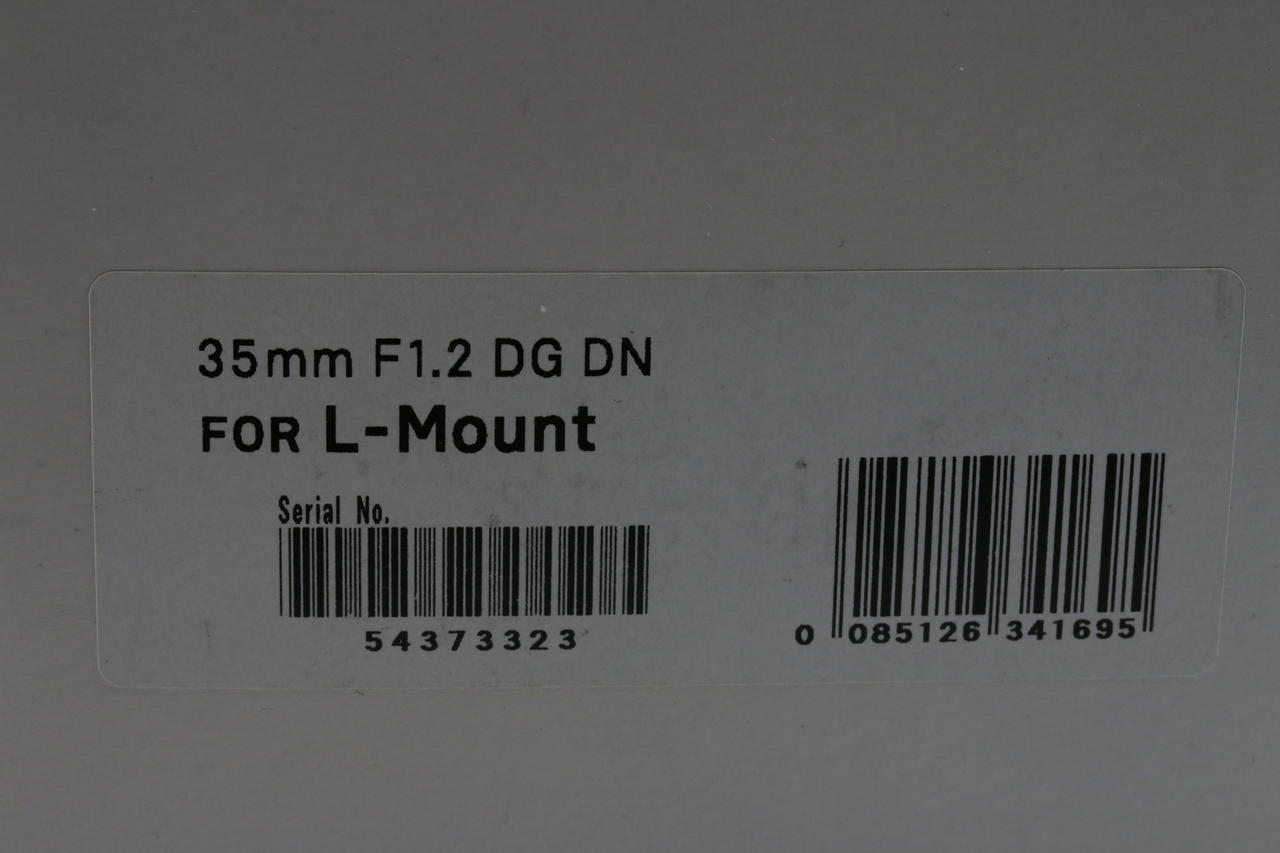 35mm F1.2 DG DN
FOR L-Mount
Serial No.
54373323
0 085126 341695